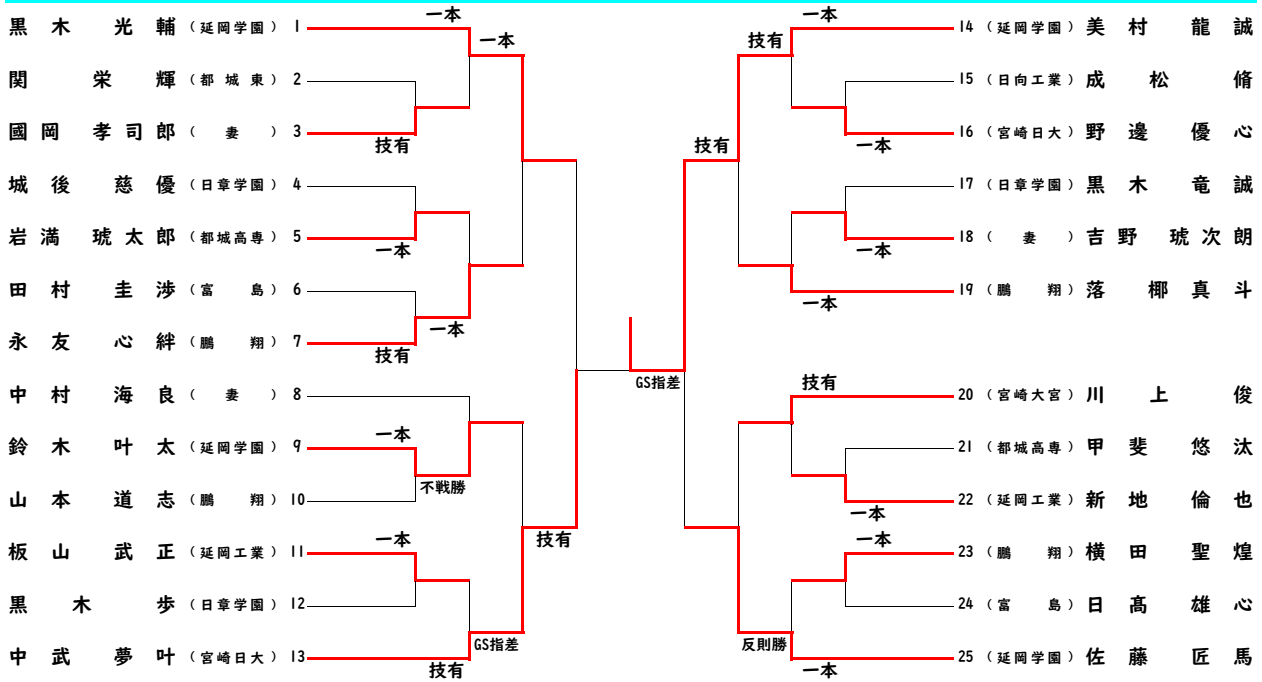 黒木 光輔 (延岡学園) 1
関 栄輝 (都城東) 2
國岡 孝司郎 (妻) 3
城後 慈優 (日章学園) 4
岩満 琥太郎 (都城高専) 5
田村 圭渉 (富島) 6
永友 心絆 (鵬翔) 7
中村 海良 (妻) 8
鈴木 叶太 (延岡学園) 9
山本 道志 (鵬翔) 10
板山 武正 (延岡工業) 11
黒木 歩 (日章学園) 12
中武 夢叶 (宮崎日大) 13
一本
一本
技有
一本
一本
技有
一本
不戦勝
一本
GS指差
技有
技有
GS指差
一本
技有
一本
技有
一本
一本
技有
一本
一本
反則勝
一本
14 (延岡学園) 美村 龍誠
15 (日向工業) 成松 脩
16 (宮崎日大) 野邊 優心
17 (日章学園) 黒木 竜誠
18 (妻) 吉野 琥次朗
19 (鵬翔) 落 椰真斗
20 (宮崎大宮) 川上 俊
21 (都城高専) 甲斐 悠汰
22 (延岡工業) 新地 倫也
23 (鵬翔) 横田 聖煌
24 (富島) 日髙 雄心
25 (延岡学園) 佐藤 匠馬